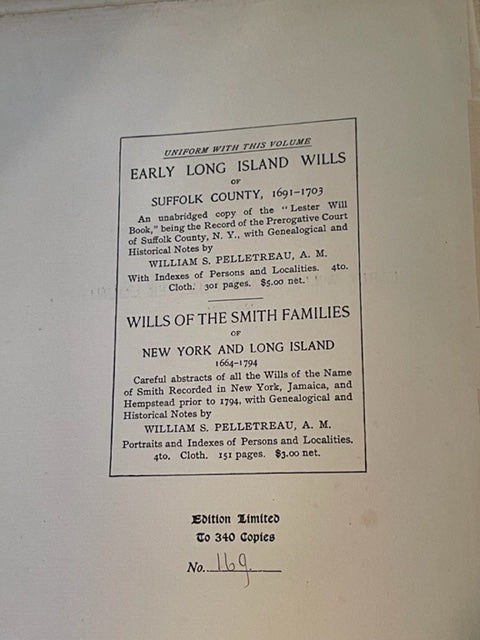 UNIFORM WITH THIS VOLUME
EARLY LONG ISLAND WILLS
OF
SUFFOLK COUNTY, 1691-1703
An unabridged copy of the "Lester Will
Book," being the Record of the Prerogative Court
of Suffolk County, N. Y., with Genealogical and
Historical Notes by
WILLIAM S. PELLETREAU, A. M.
With Indexes of Persons and Localities. 4to.
Cloth. 301 pages. $5.00 net.
WILLS OF THE SMITH FAMILIES
OF
NEW YORK AND LONG ISLAND
1664-1794
Careful abstracts of all the Wills of the Name
of Smith Recorded in New York, Jamaica, and
Hempstead prior to 1794, with Genealogical and
Historical Notes by
WILLIAM S. PELLETREAU, A. M.
Portraits and Indexes of Persons and Localities.
4to. Cloth. 151 pages. $3.00 net.
Edition Limited
To 340 Copies
No. 169